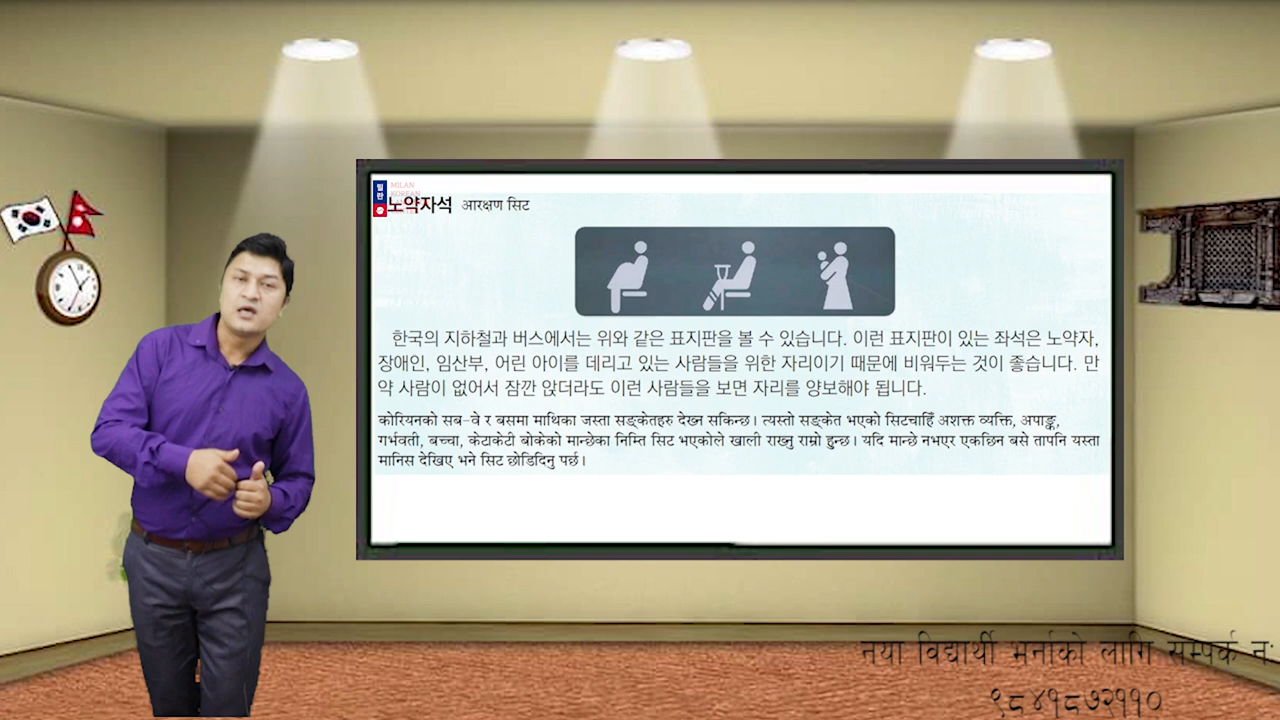 밀란
MILAN
KOREAN
노약자석 आरक्षण सिट
한국의 지하철과 버스에서는 위와 같은 표지판을 볼 수 있습니다. 이런 표지판이 있는 좌석은 노약자,
장애인, 임산부, 어린 아이를 데리고 있는 사람들을 위한 자리이기 때문에 비워두는 것이 좋습니다. 만
약 사람이 없어서 잠깐 앉더라도 이런 사람들을 보면 자리를 양보해야 됩니다.
कोरियनको सब-वे र बसमा माथिका जस्ता सङ्केतहरु देख्न सकिन्छ। त्यस्तो सङ्केत भएको सिटचाहिँ अशक्त व्यक्ति, अपाङ्ग,
गर्भवती, बच्चा, केटाकेटी बोकेको मान्छेका निम्ति सिट भएकोले खाली राख्नु राम्रो हुन्छ। यदि मान्छे नभएर एकछिन बसे तापनि यस्ता
मानिस देखिए भने सिट छोडिदिनु पर्छ।
नया विद्यार्थी भर्नाको लागि सम्पर्क नः
९८४१८७२११०